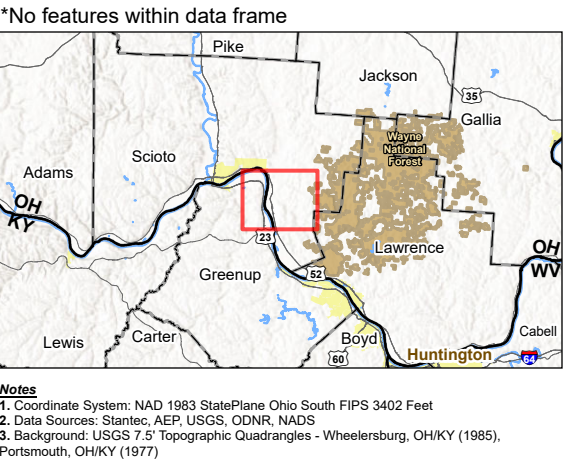 *No features within data frame
Pike
Jackson
35
Gallia
Wayne
National
Forest
Scioto
Adams
OH
KY
23
Lawrence
OH
WV
Greenup
52
Cabell
Lewis
Carter
Boyd
60
Huntington
64
Notes
1. Coordinate System: NAD 1983 StatePlane Ohio South FIPS 3402 Feet
2. Data Sources: Stantec, AEP, USGS, ODNR, NADS
3. Background: USGS 7.5' Topographic Quadrangles - Wheelersburg, OH/KY (1985),
Portsmouth, OH/KY (1977)